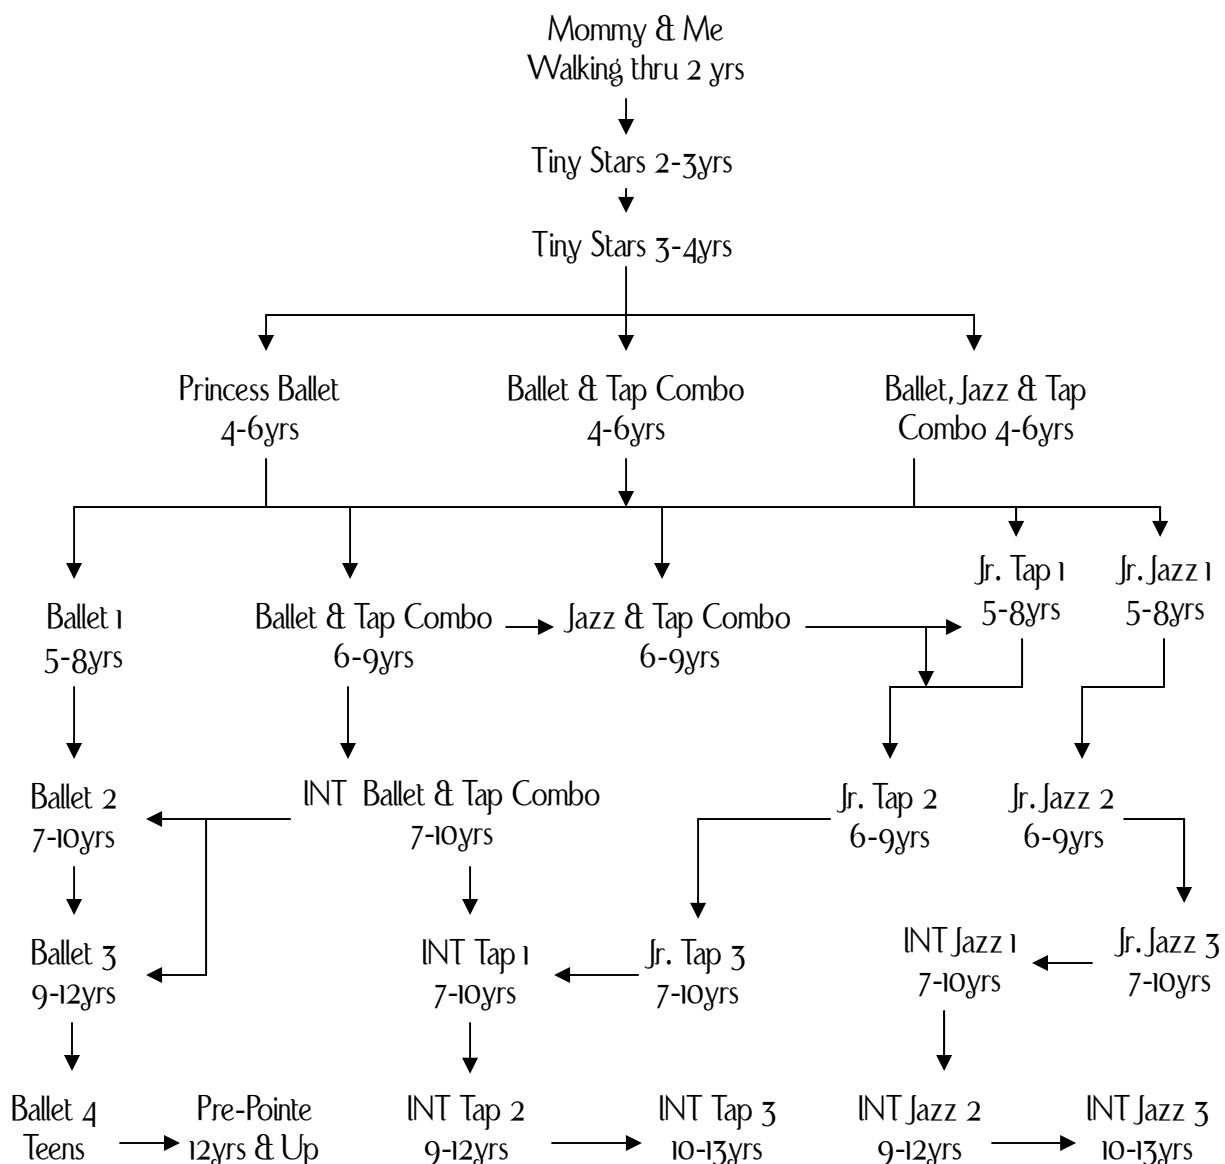 Mommy & Me
Walking thru 2 yrs
Tiny Stars 2-3yrs
Tiny Stars 3-4yrs
Princess Ballet
4-6yrs
Ballet & Tap Combo
4-6yrs
Ballet, Jazz & Tap
Combo 4-6yrs
Ballet 1
5-8yrs
Ballet & Tap Combo
6-9yrs
Jazz & Tap Combo
6-9yrs
Jr. Tap 1
5-8yrs
Jr. Jazz 1
5-8yrs
Ballet 2
7-10yrs
INT Ballet & Tap Combo
7-10yrs
Jr. Tap 2
6-9yrs
Jr. Jazz 2
6-9yrs
Ballet 3
9-12yrs
INT Tap 1
7-10yrs
Jr. Tap 3
7-10yrs
INT Jazz 1
7-10yrs
Jr. Jazz 3
7-10yrs
Ballet 4
Teens
Pre-Pointe
12yrs & Up
INT Tap 2
9-12yrs
INT Tap 3
10-13yrs
INT Jazz 2
9-12yrs
INT Jazz 3
10-13yrs